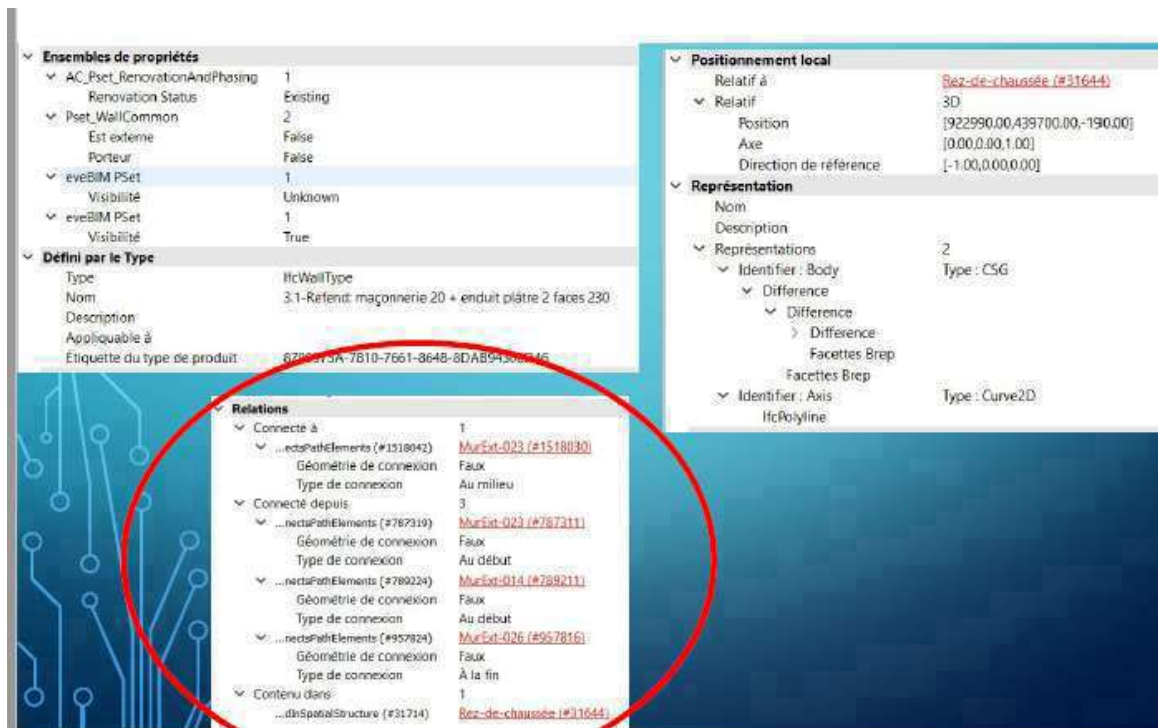 Ensembles de propriétés
AC_Pset_RenovationAndPhasing 1
Renovation Status Existing
Pset_WallCommon 2
Est externe False
Porteur False
eveBIM PSet 1
Visibilité Unknown
eveBIM PSet 1
Visibilité True
Défini par le Type
Type IfcWallType
Nom 3.1-Refend: maçonnerie 20 + enduit plâtre 2 faces 230
Description
Appliquable à
Étiquette du type de produit
Positionnement local
Relatif à Rez-de-chaussée (#31644)
Relatif 3D
Position [922990.00,439700.00,-190.00]
Axe [0.00,0.00,1.00]
Direction de référence [-1.00,0.00,0.00]
Représentation
Nom
Description
Représentations 2
Identifier : Body Type : CSG
Difference
Difference
Difference
Facettes Brep
Facettes Brep
Identifier : Axis Type : Curve2D
IfcPolyline
Relations
Connecté à 1
...ectsPathElements (#1518042) MurExt-023 (#1518030)
Géométrie de connexion Faux
Type de connexion Au milieu
Connecté depuis 3
...nectsPathElements (#787319) MurExt-023 (#787311)
Géométrie de connexion Faux
Type de connexion Au début
...nectsPathElements (#789224) MurExt-014 (#789211)
Géométrie de connexion Faux
Type de connexion Au début
...nectsPathElements (#957824) MurExt-026 (#957816)
Géométrie de connexion Faux
Type de connexion À la fin
Contenu dans 1
...dInSpatialStructure (#31714) Rez-de-chaussée (#31644)